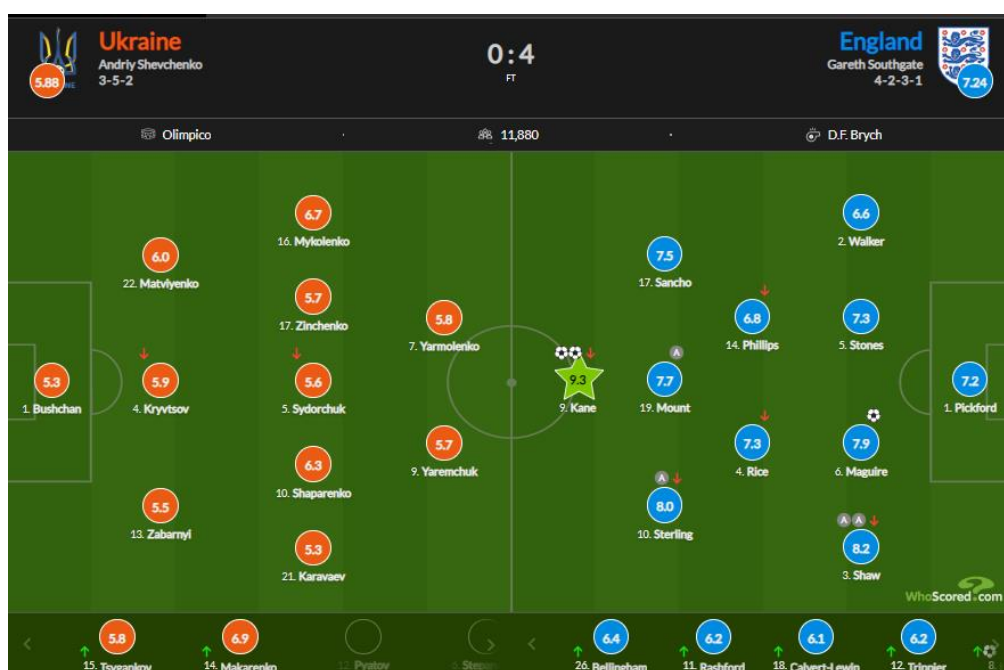 Ukraine
Andriy Shevchenko
3-5-2
5.88
0 : 4
FT
England
Gareth Southgate
4-2-3-1
7.24
Olimpico
11,880
D.F. Brych
5.3
1. Bushchan
6.0
22. Matviyenko
5.9
4. Kryvtsov
5.5
13. Zabarnyi
6.7
16. Mykolenko
5.7
17. Zinchenko
5.6
5. Sydorchuk
6.3
10. Shaparenko
5.3
21. Karavaev
5.8
7. Yarmolenko
5.7
9. Yaremchuk
9.3
9. Kane
7.5
17. Sancho
A
7.7
19. Mount
A
8.0
10. Sterling
6.8
14. Phillips
7.3
4. Rice
6.6
2. Walker
7.3
5. Stones
7.9
6. Maguire
A A
8.2
3. Shaw
7.2
1. Pickford
WhoScored.com
5.8
15. Tsygankov
6.9
14. Makarenko
12. Pyatov
6.4
26. Bellingham
6.2
11. Rashford
6.1
18. Calvert-Lewin
6.2
12. Trippier